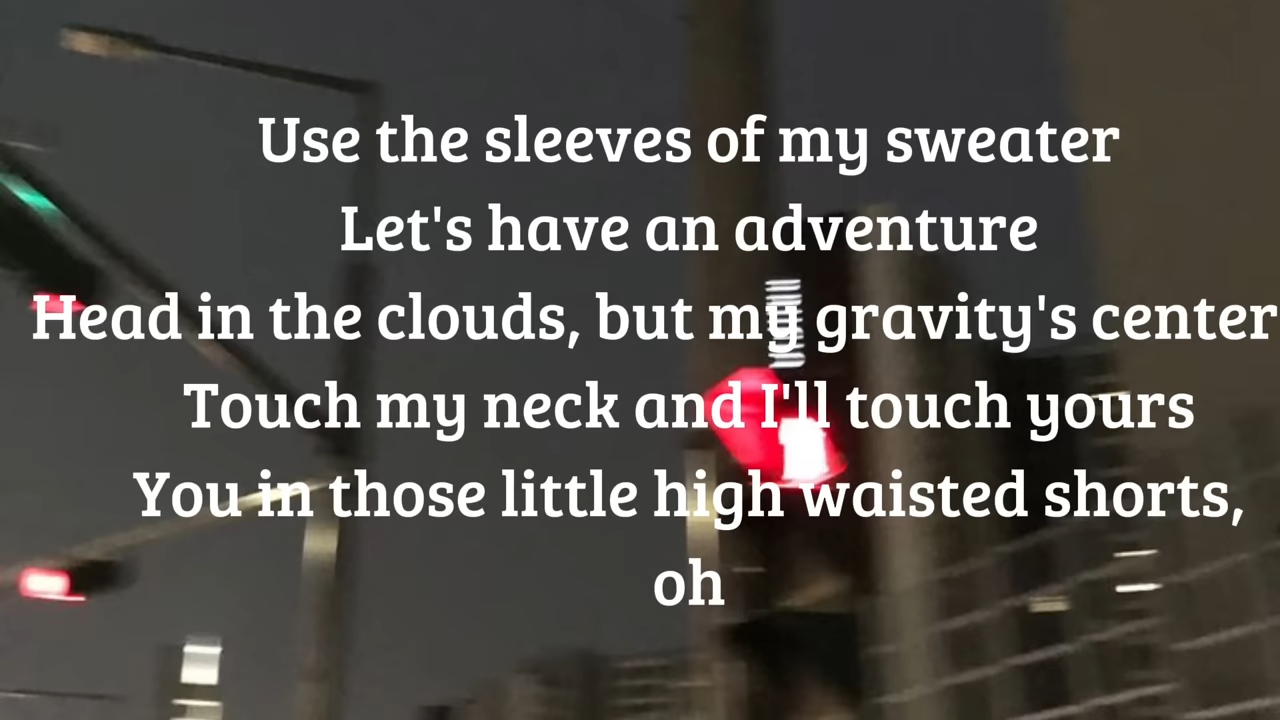 Use the sleeves of my sweater
Let's have an adventure
Head in the clouds, but my gravity's center
Touch my neck and I'll touch yours
You in those little high waisted shorts,
oh